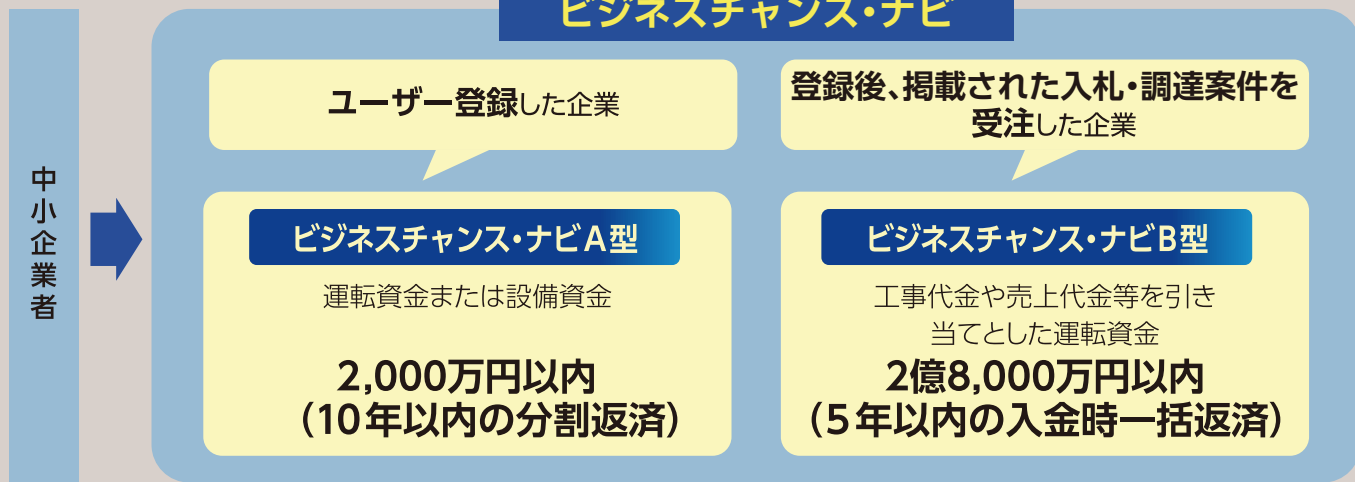 ビジネスチャンス・ナビ
中小企業者
ユーザー登録した企業
ビジネスチャンス・ナビA型
運転資金または設備資金
2,000万円以内
(10年以内の分割返済)
登録後、掲載された入札・調達案件を
受注した企業
ビジネスチャンス・ナビB型
工事代金や売上代金等を引き
当てとした運転資金
2億8,000万円以内
(5年以内の入金時一括返済)